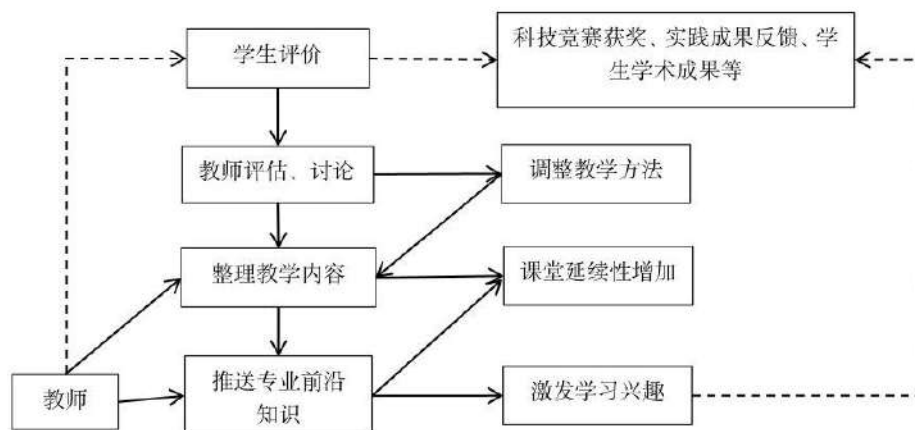 学生评价
科技竞赛获奖、实践成果反馈、学
生学术成果等
教师评估、讨论
调整教学方法
整理教学内容
课堂延续性增加
教师
推送专业前沿
知识
激发学习兴趣